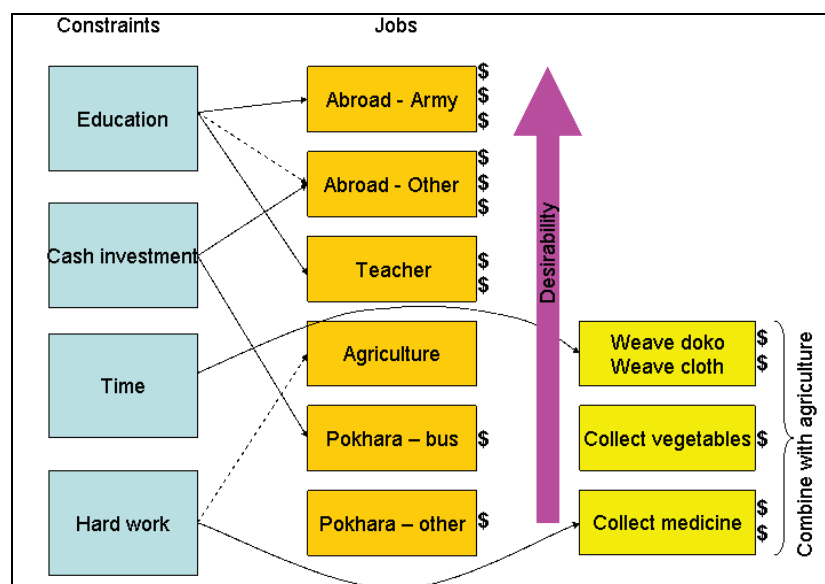 Constraints
Jobs
Education
Cash investment
Time
Hard work
Abroad - Army
$
$
$
Abroad - Other
$
$
$
Teacher
$
$
Agriculture
Pokhara – bus
$
Pokhara – other
$
Desirability
Weave doko
Weave cloth
$
$
Collect vegetables
$
Collect medicine
$
$
Combine with agriculture